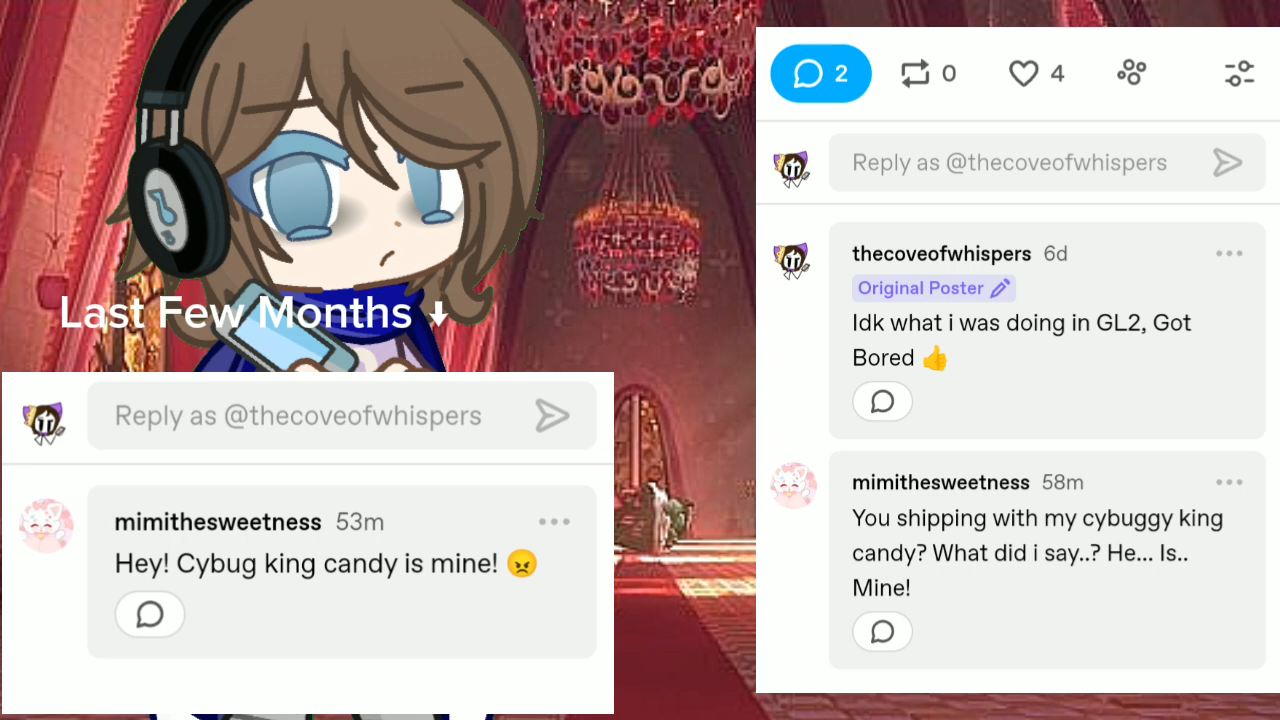 Last Few Months ↓
Reply as @thecoveofwhispers
mimithesweetness 53m
Hey! Cybug king candy is mine! 😠
2 0 4
Reply as @thecoveofwhispers
thecoveofwhispers 6d
Original Poster
Idk what i was doing in GL2, Got
Bored 👍
mimithesweetness 58m
You shipping with my cybuggy king
candy? What did i say..? He... Is..
Mine!